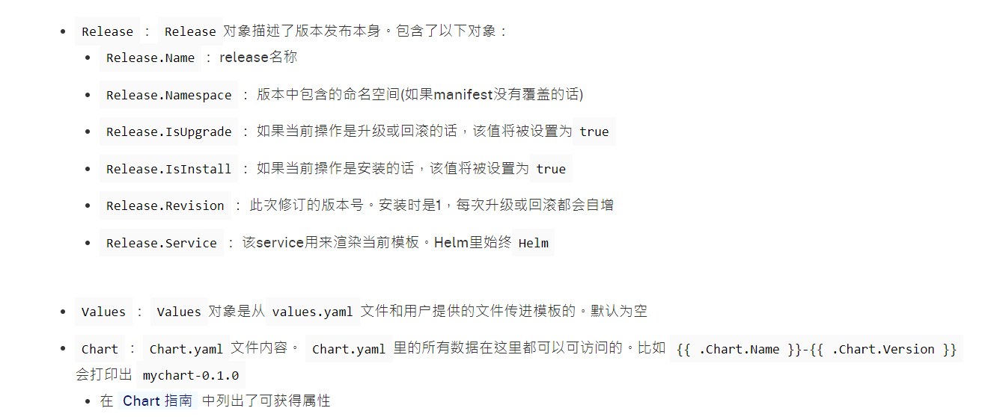 Release： Release 对象描述了版本发布本身。包含了以下对象：
Release.Name： release名称
Release.Namespace： 版本中包含的命名空间(如果manifest没有覆盖的话)
Release.IsUpgrade： 如果当前操作是升级或回滚的话，该值将被设置为 true
Release.IsInstall： 如果当前操作是安装的话，该值将被设置为 true
Release.Revision： 此次修订的版本号。安装时是1，每次升级或回滚都会自增
Release.Service： 该service用来渲染当前模板。Helm里始终 Helm
Values： Values 对象是从 values.yaml 文件和用户提供的文件传进模板的。默认为空
Chart： Chart.yaml 文件内容。 Chart.yaml 里的所有数据在这里都可以可访问的。比如 {{ .Chart.Name }}-{{ .Chart.Version }}
会打印出 mychart-0.1.0
在 Chart 指南 中列出了可获得属性